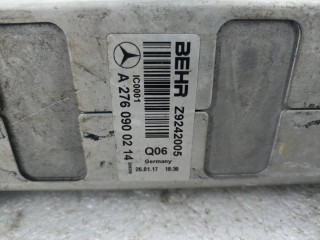 BEHR
Z9242005
IC0001
A 276 090 02 14
Q06
Germany
26.01.17 18:36